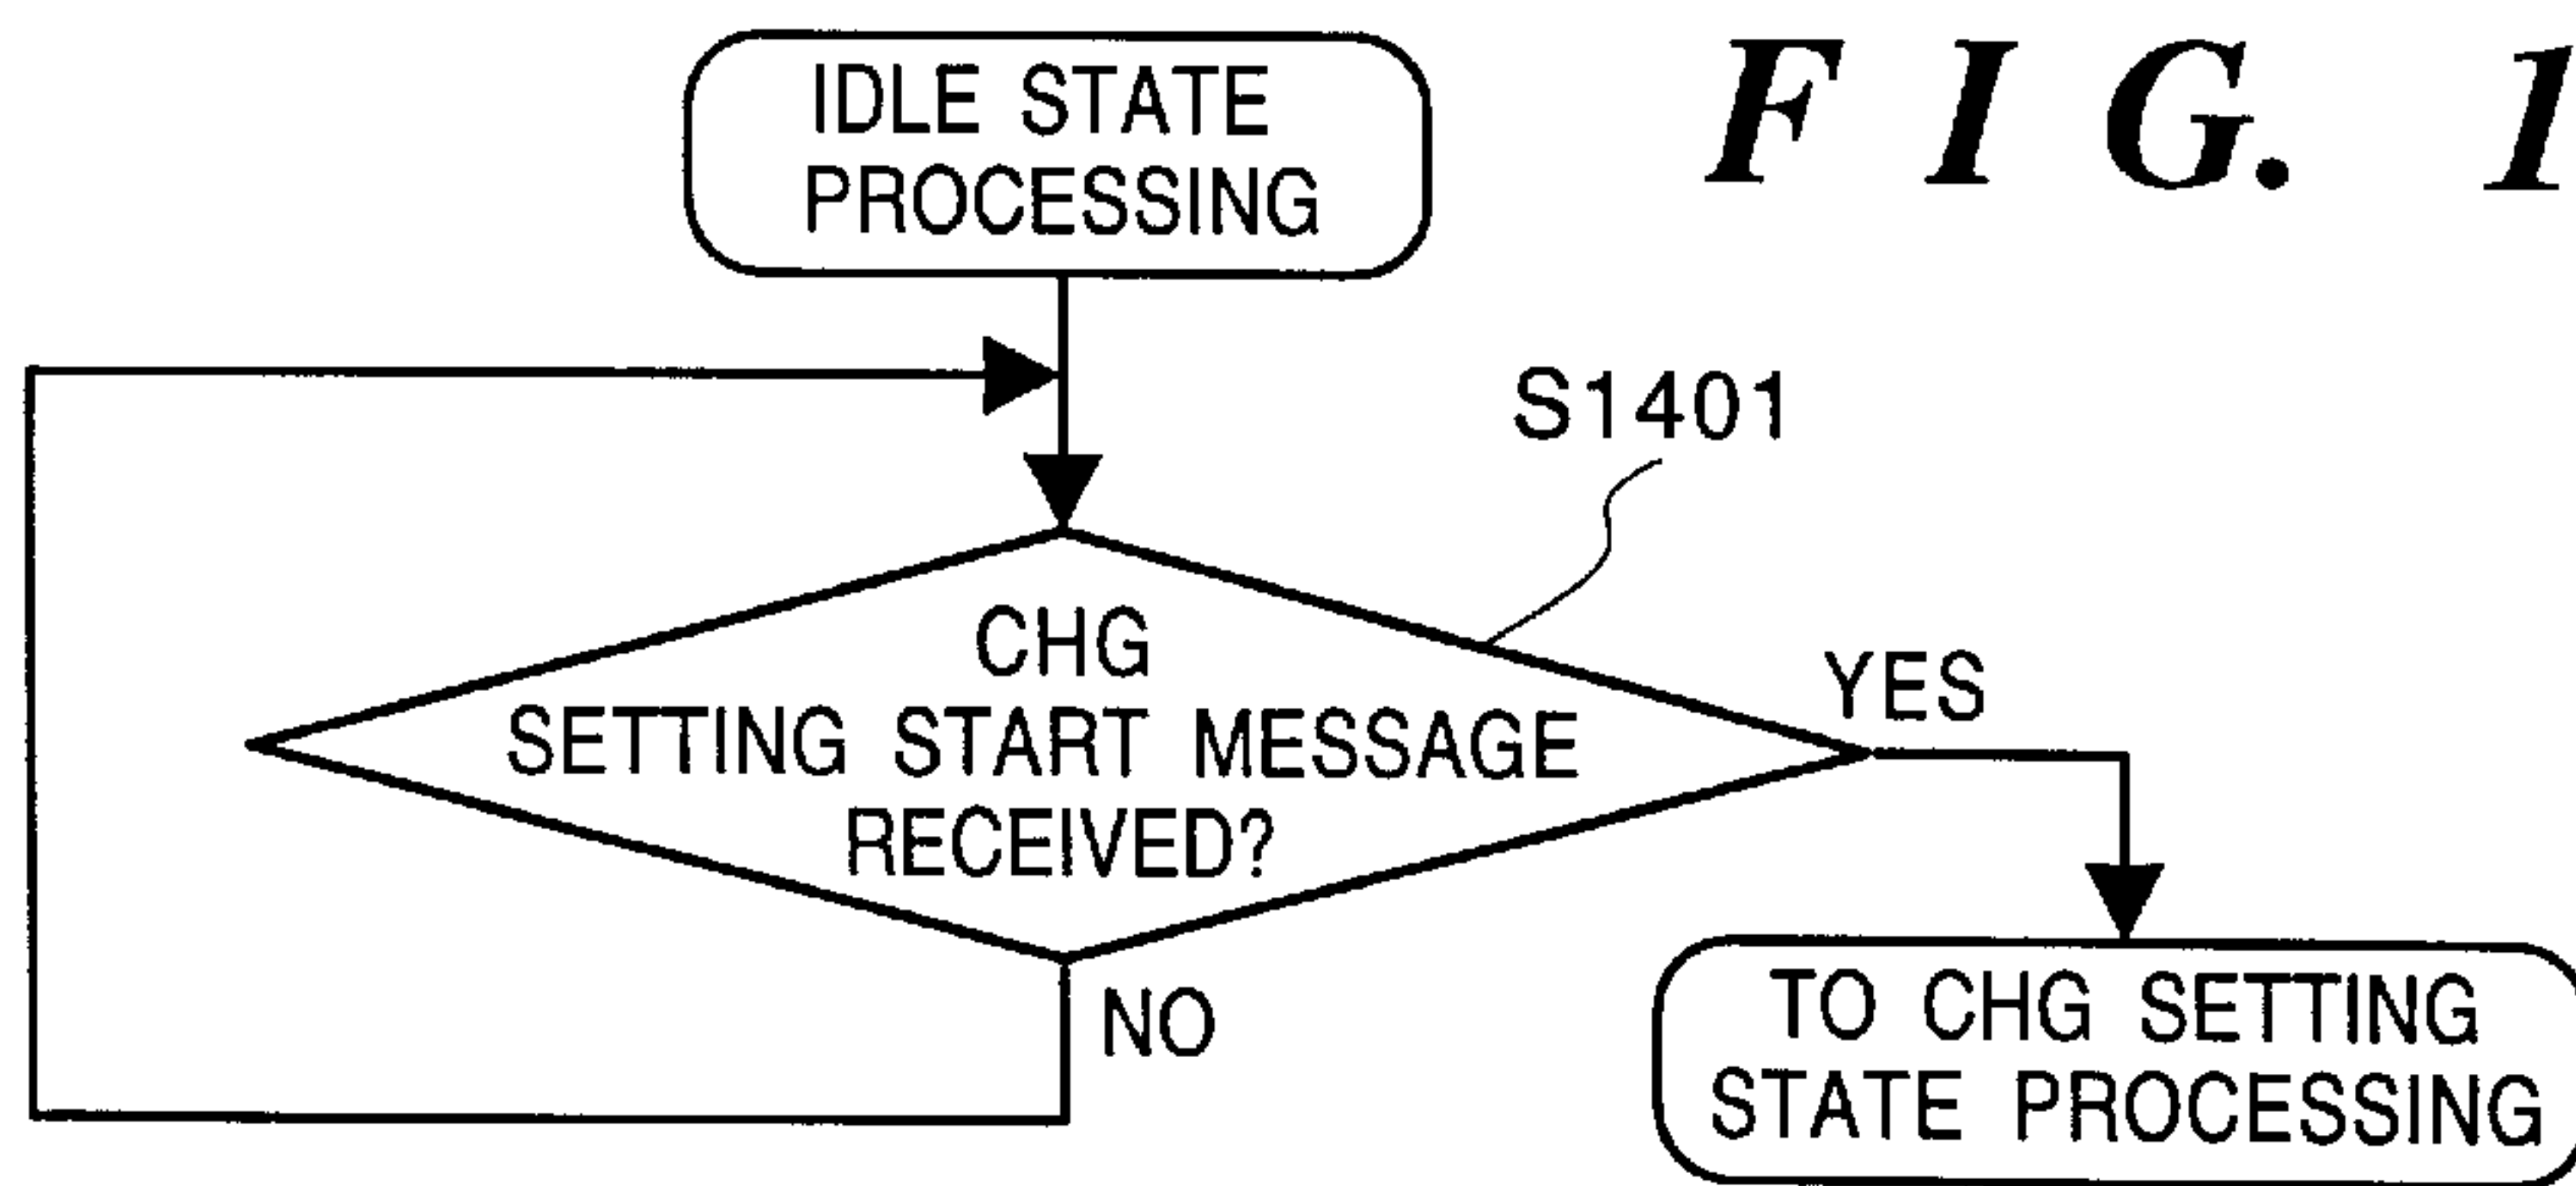 IDLE STATE
PROCESSING
F I G. 1
S1401
CHG
SETTING START MESSAGE
RECEIVED?
YES
NO
TO CHG SETTING
STATE PROCESSING